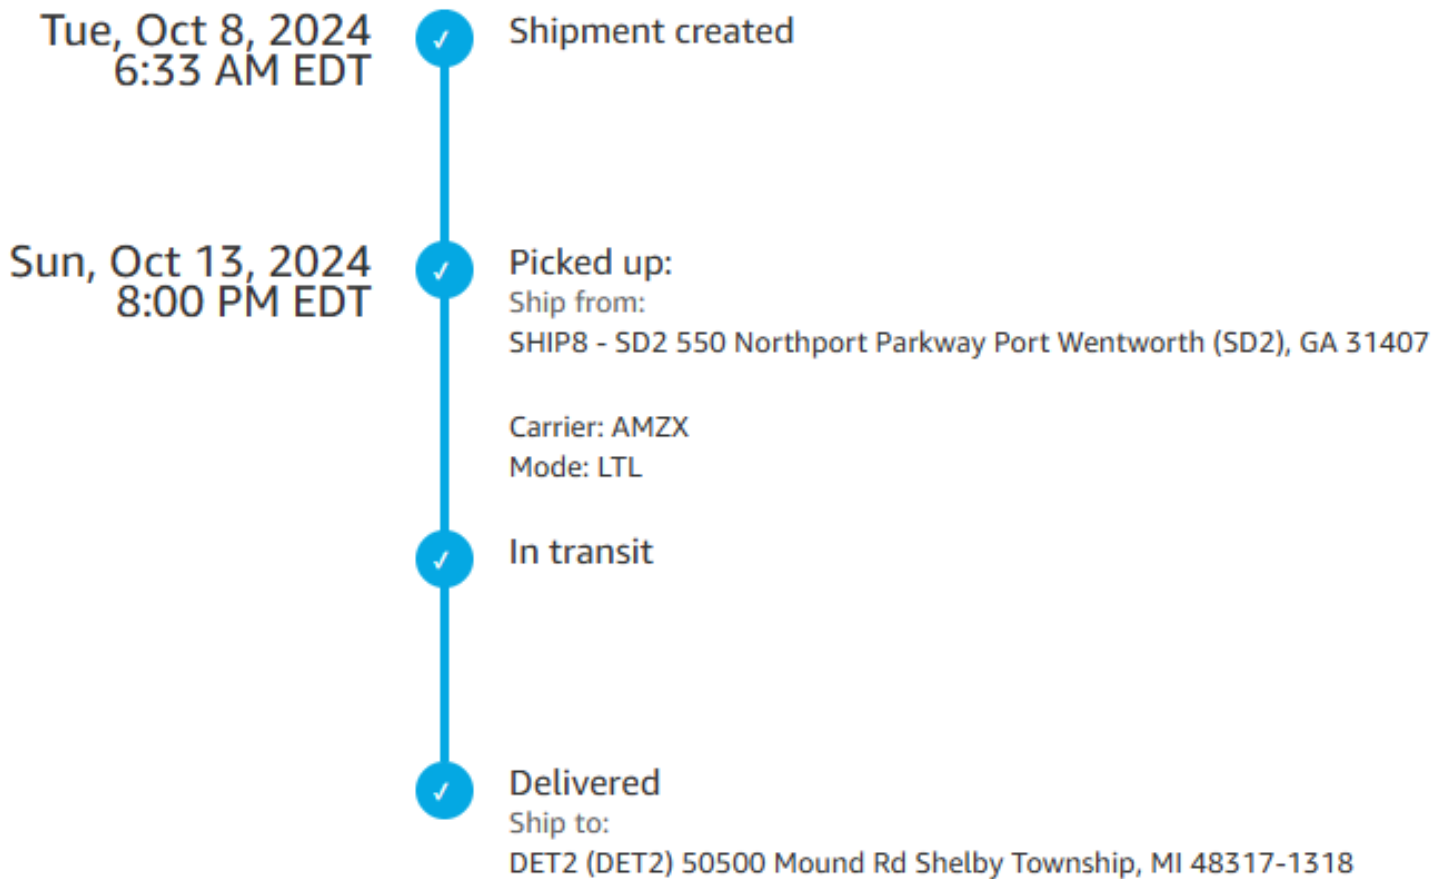 Tue, Oct 8, 2024
6:33 AM EDT
Shipment created
Sun, Oct 13, 2024
8:00 PM EDT
Picked up:
Ship from:
SHIP8 - SD2 550 Northport Parkway Port Wentworth (SD2), GA 31407
Carrier: AMZX
Mode: LTL
In transit
Delivered
Ship to:
DET2 (DET2) 50500 Mound Rd Shelby Township, MI 48317-1318